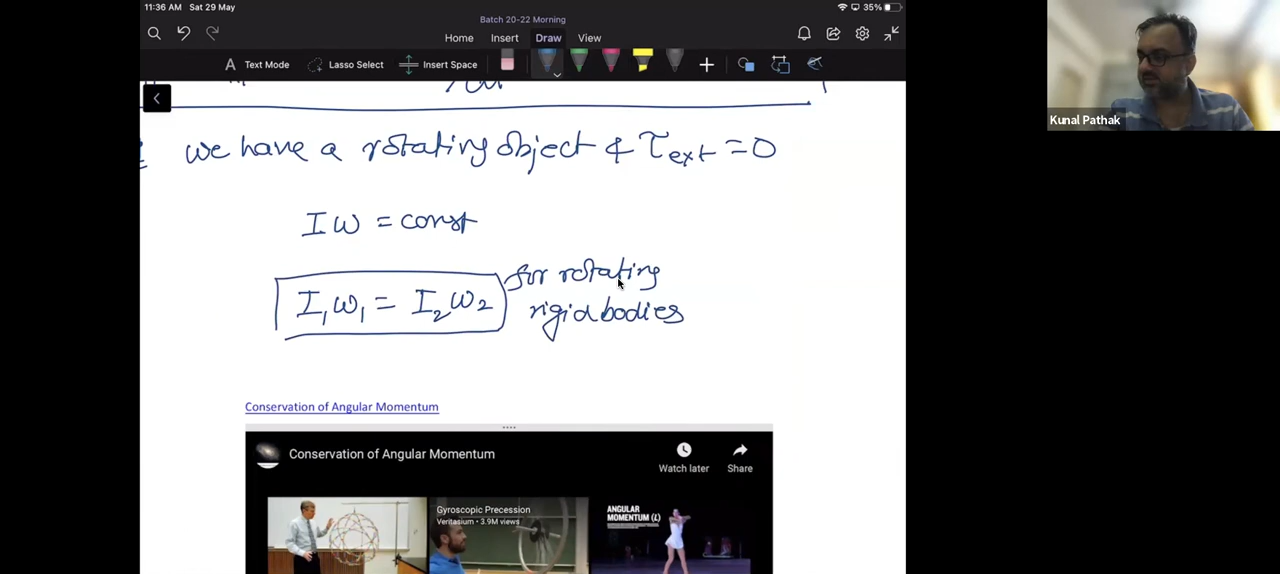 11:36 AM Sat 29 May
35%
Batch 20-22 Morning
Home Insert Draw View
Text Mode Lasso Select Insert Space
we have a rotating object & τext = 0
Iω = const
I1ω1 = I2ω2 for rotating
rigid bodies
Conservation of Angular Momentum
Conservation of Angular Momentum
Watch later Share
Gyroscopic Precession
Veritasium • 3.9M views
ANGULAR
MOMENTUM (L)
Kunal Pathak